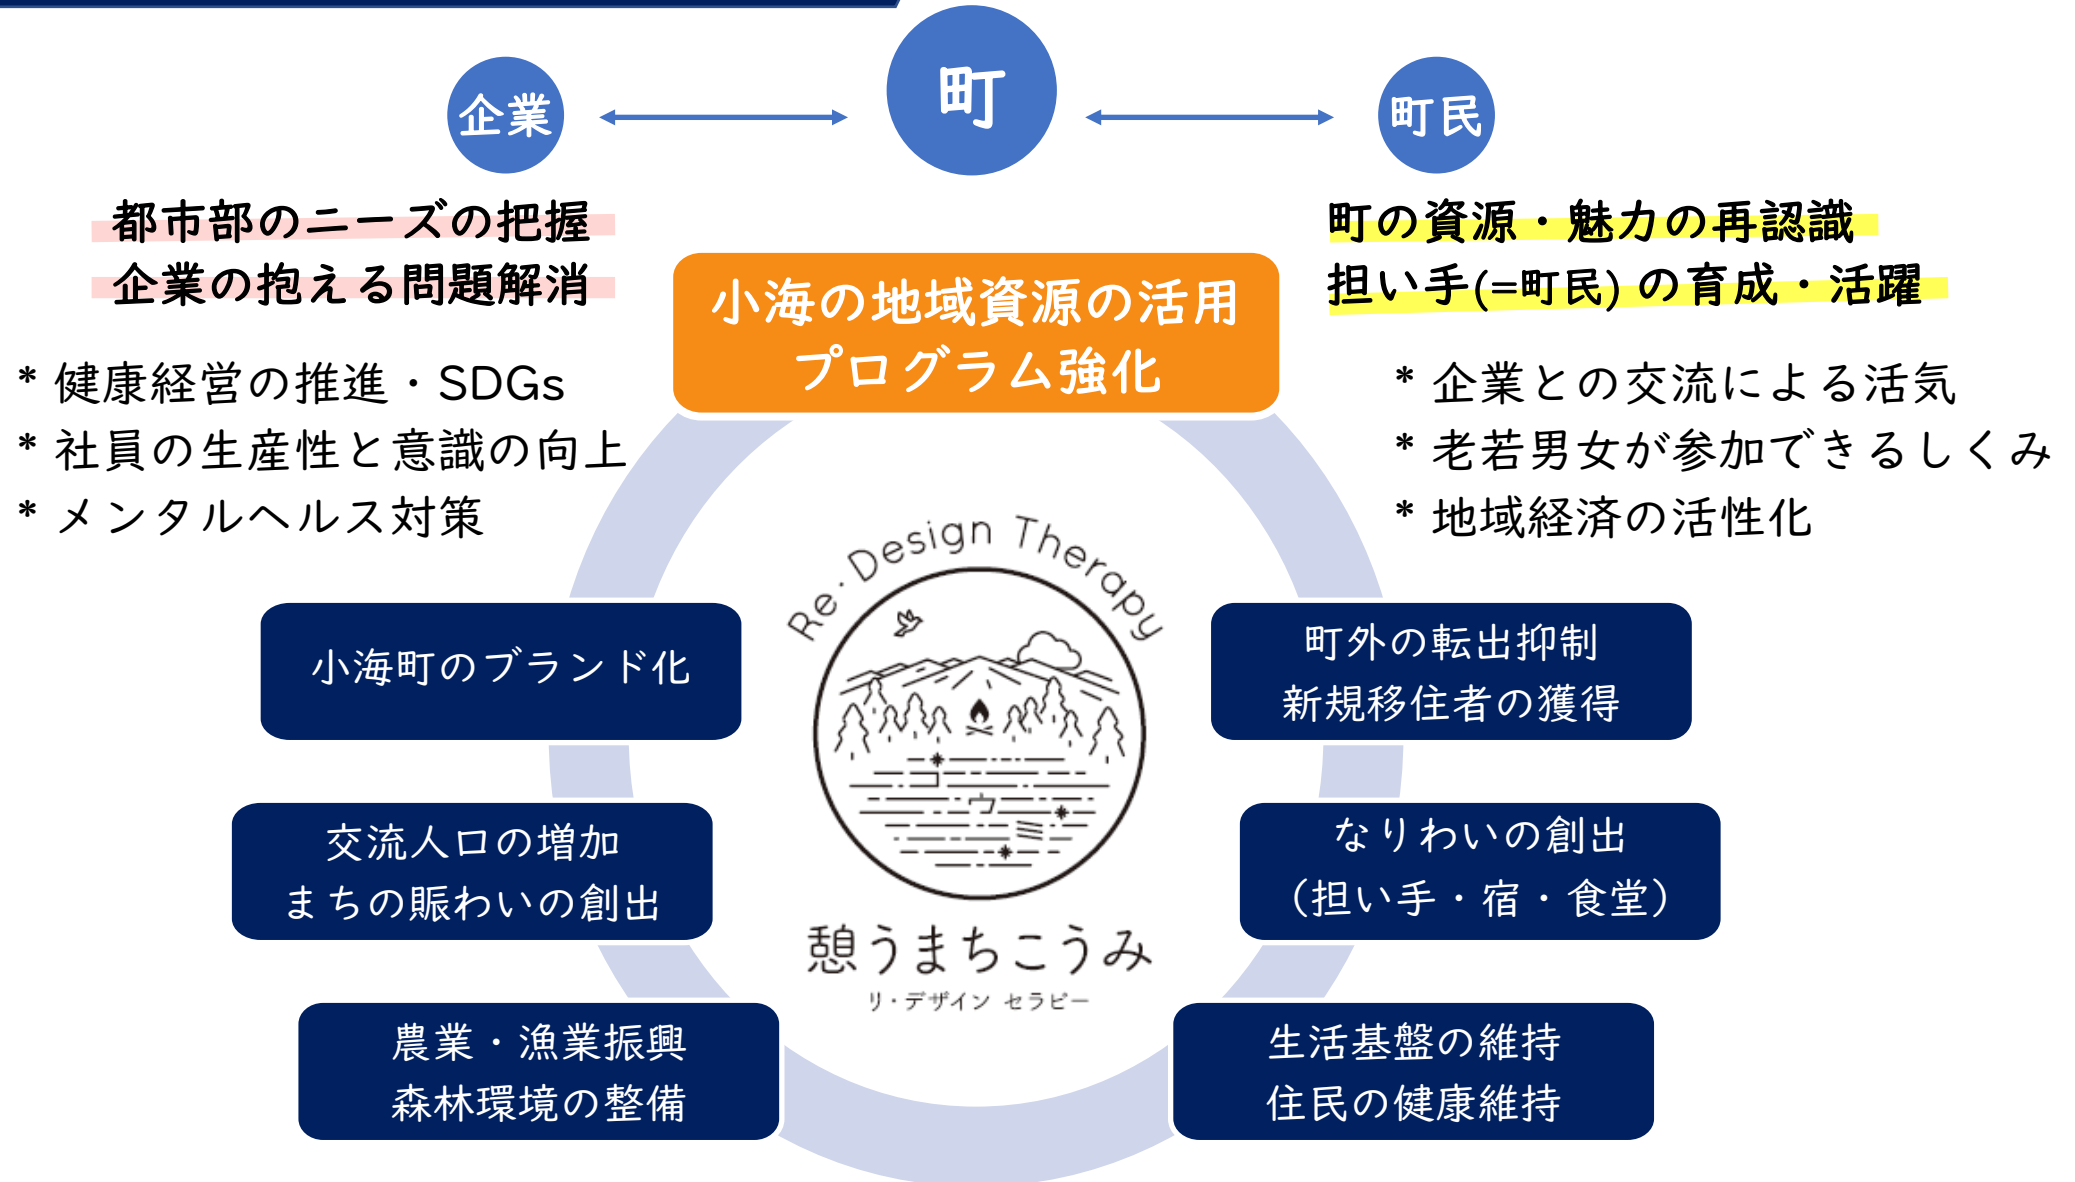 企業
町
町民
都市部のニーズの把握
企業の抱える問題解消
* 健康経営の推進・SDGs
* 社員の生産性と意識の向上
* メンタルヘルス対策
小海の地域資源の活用
プログラム強化
町の資源・魅力の再認識
担い手(=町民) の育成・活躍
* 企業との交流による活気
* 老若男女が参加できるしくみ
* 地域経済の活性化
Re・Design Therapy
コ
ウ
ミ
憩うまちこうみ
リ・デザイン セラピー
小海町のブランド化
交流人口の増加
まちの賑わいの創出
農業・漁業振興
森林環境の整備
町外の転出抑制
新規移住者の獲得
なりわいの創出
(担い手・宿・食堂)
生活基盤の維持
住民の健康維持